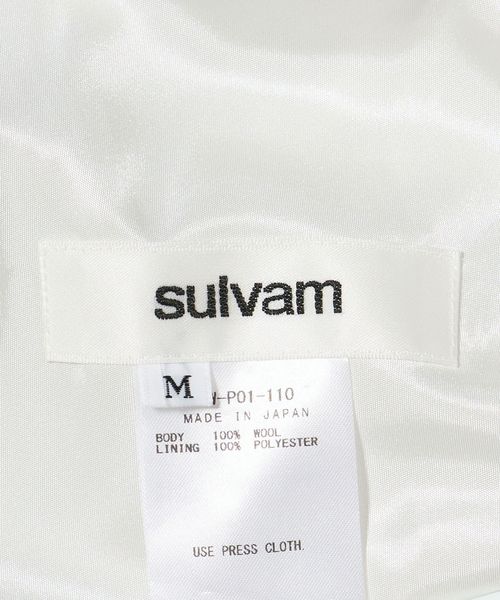 sulvam
M
-P01-110
MADE IN JAPAN
BODY 100% WOOL
LINING 100% POLYESTER
USE PRESS CLOTH.